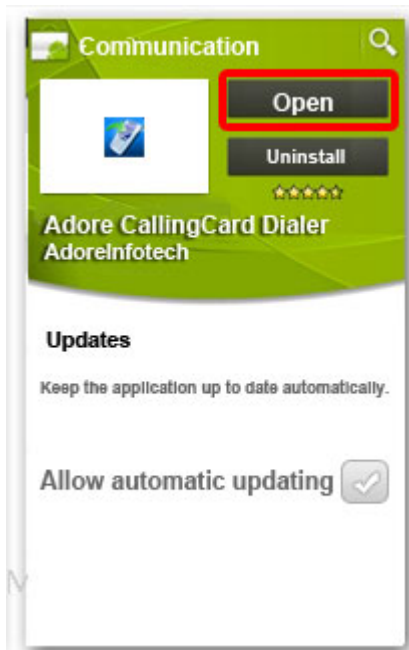 Communication
Open
Uninstall
Adore CallingCard Dialer
AdoreInfotech
Updates
Keep the application up to date automatically.
Allow automatic updating
M